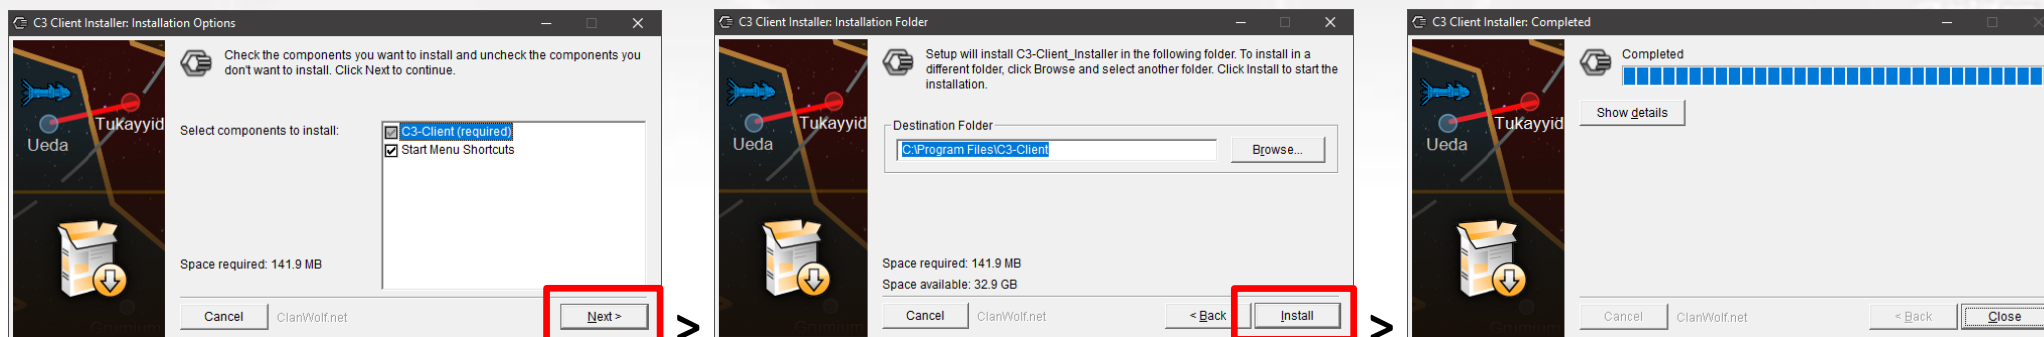 C3 Client Installer: Installation Options
Check the components you want to install and uncheck the components you
don't want to install. Click Next to continue.
Tukayyid
Ueda
Select components to install:
C3-Client (required)
Start Menu Shortcuts
Space required: 141.9 MB
Cancel
ClanWolf.net
Next >
Grumium
>
C3 Client Installer: Installation Folder
Setup will install C3-Client_Installer in the following folder. To install in a
different folder, click Browse and select another folder. Click Install to start the
installation.
Tukayyid
Ueda
Destination Folder
C:\Program Files\C3-Client
Browse...
Space required: 141.9 MB
Space available: 32.9 GB
Cancel
ClanWolf.net
< Back
Install
Grumium
>
C3 Client Installer: Completed
Completed
Tukayyid
Ueda
Show details
Cancel
ClanWolf.net
< Back
Close
Grumium